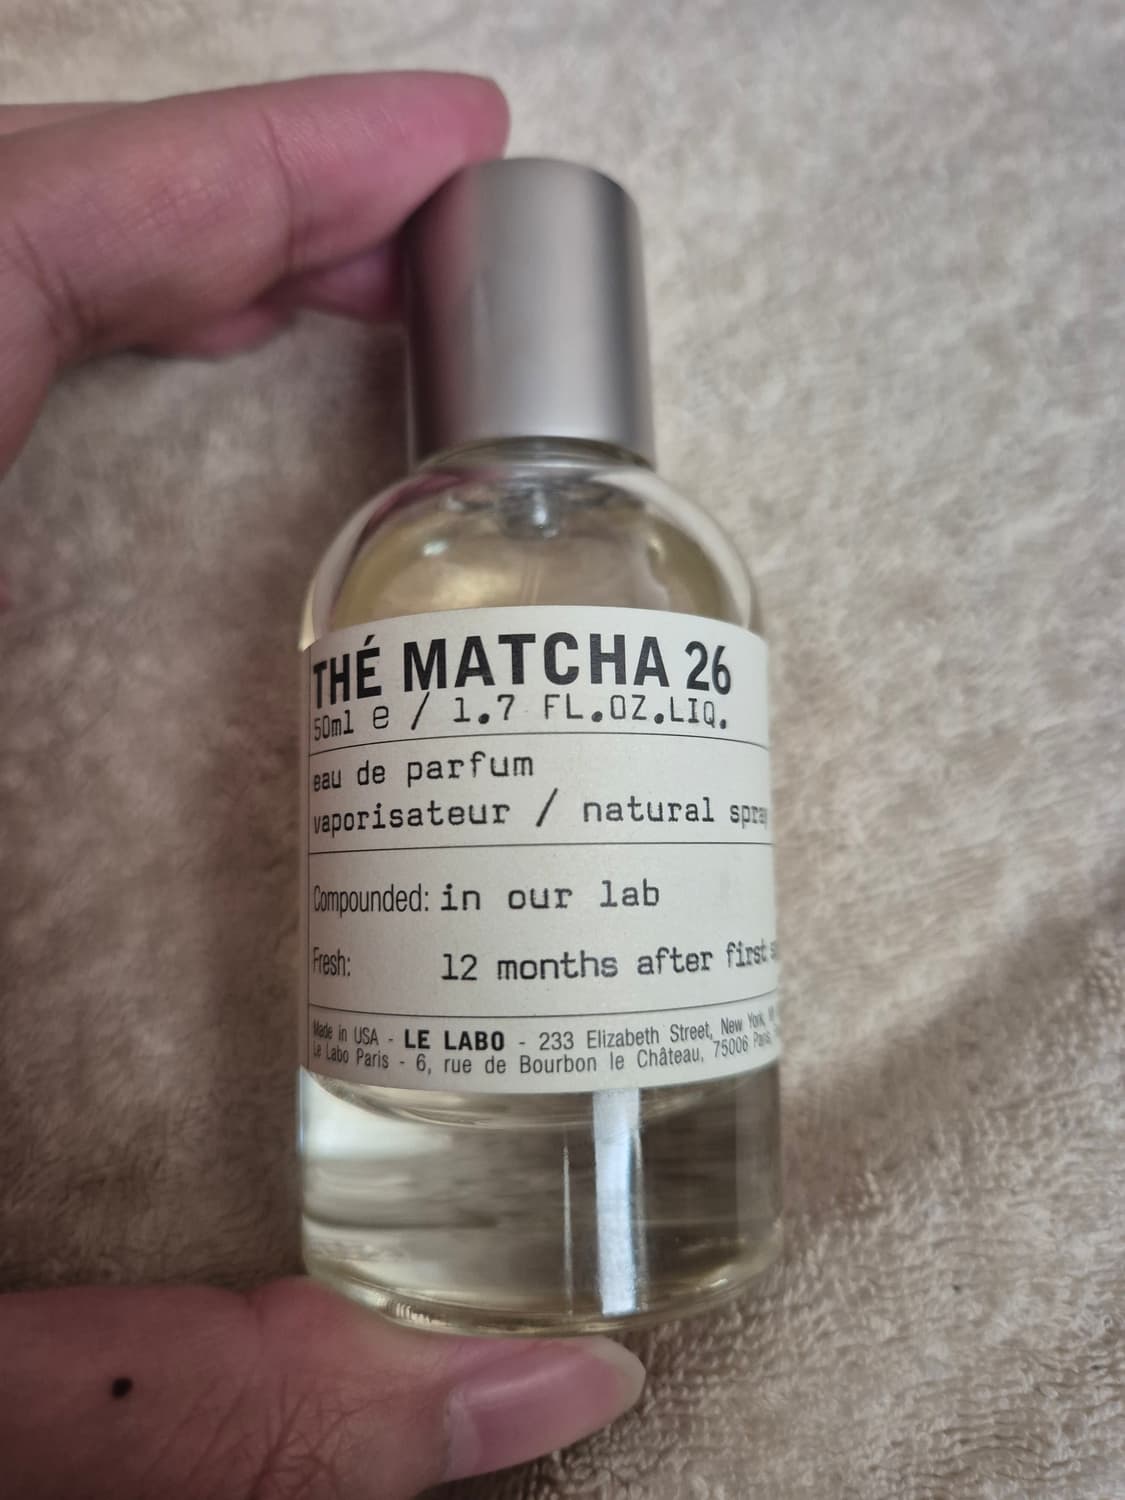 THÉ MATCHA 26
50ml e / 1.7 FL.OZ.LIQ.
eau de parfum
vaporisateur / natural spray
Compounded: in our lab
Fresh: 12 months after first
Made in USA - LE LABO - 233 Elizabeth Street, New York,
Le Labo Paris - 6, rue de Bourbon le Château, 75006 Paris,